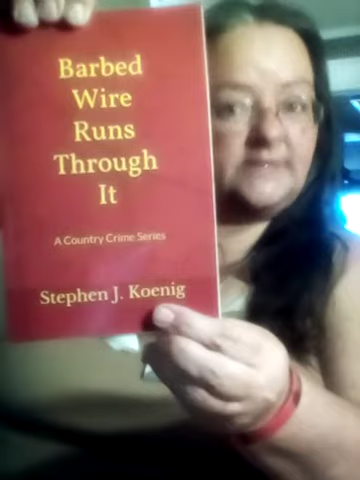 Barbed
Wire
Runs
Through
It
A Country Crime Series
Stephen J. Koenig